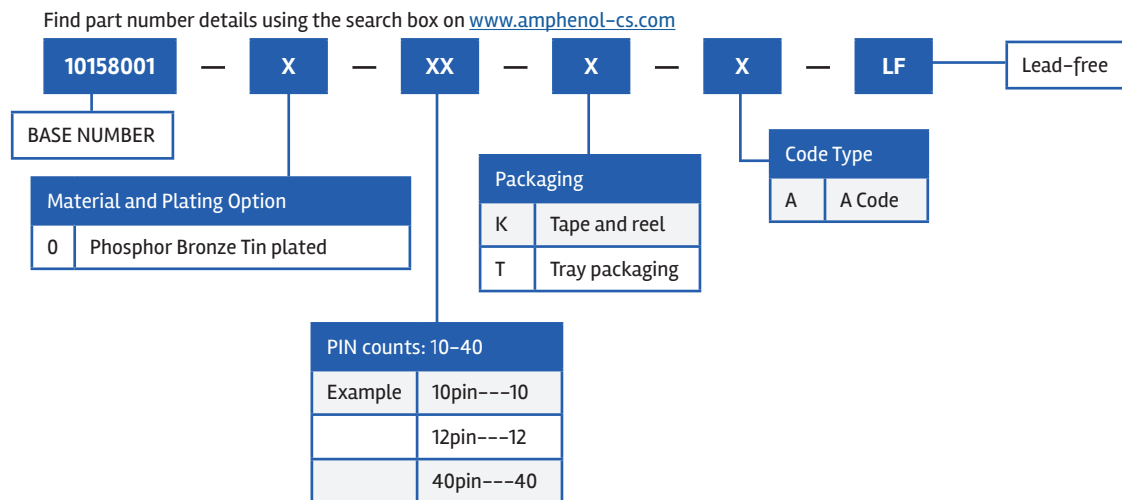 Find part number details using the search box on www.amphenol-cs.com
10158001 — X — XX — X — X — LF Lead-free
BASE NUMBER
Material and Plating Option
0 Phosphor Bronze Tin plated
PIN counts: 10-40
Example 10pin---10
12pin---12
40pin---40
Packaging
K Tape and reel
T Tray packaging
Code Type
A A Code